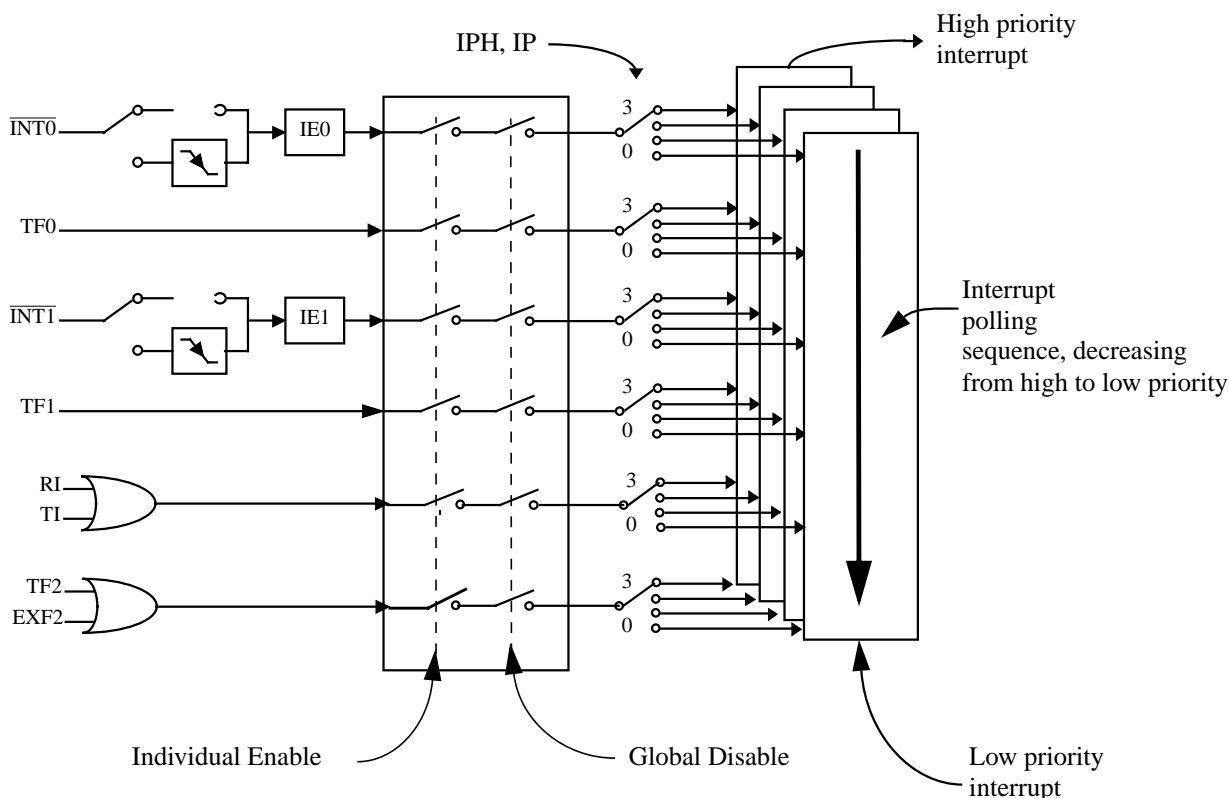 High priority
interrupt
IPH, IP
INT0
IE0
3
0
TF0
3
0
INT1
IE1
3
0
Interrupt
polling
sequence, decreasing
from high to low priority
TF1
3
0
RI
TI
3
0
TF2
EXF2
3
0
Individual Enable
Global Disable
Low priority
interrupt